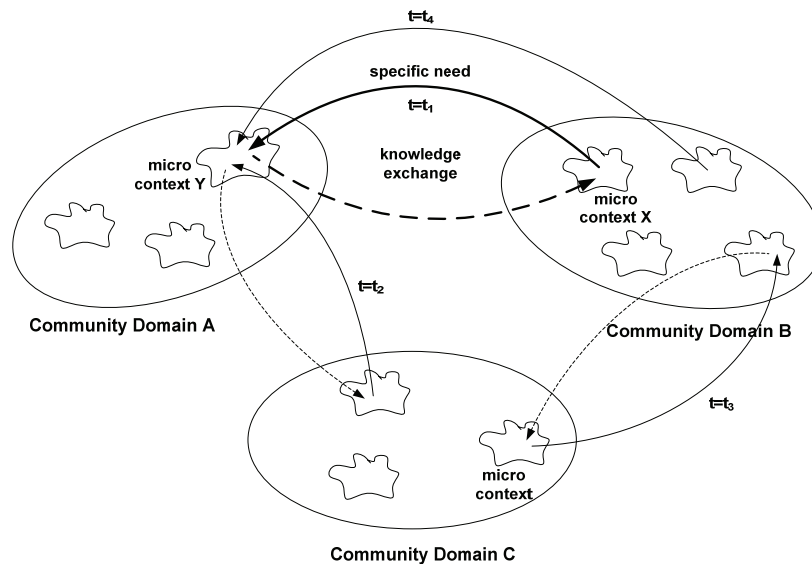 t=t₄
specific need
t=t₁
knowledge
exchange
micro
context Y
micro
context X
t=t₂
Community Domain A
Community Domain B
t=t₃
micro
context
Community Domain C